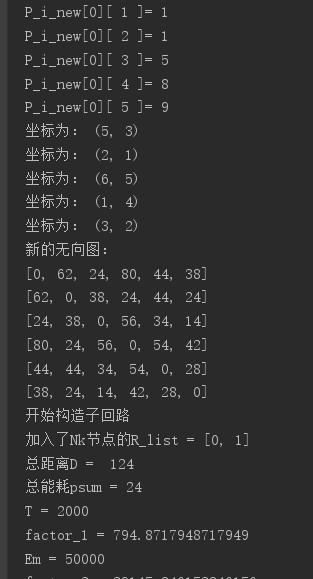 P_i_new[0][ 1 ]= 1
P_i_new[0][ 2 ]= 1
P_i_new[0][ 3 ]= 5
P_i_new[0][ 4 ]= 8
P_i_new[0][ 5 ]= 9
坐标为: (5, 3)
坐标为: (2, 1)
坐标为: (6, 5)
坐标为: (1, 4)
坐标为: (3, 2)
新的无向图:
[0, 62, 24, 80, 44, 38]
[62, 0, 38, 24, 44, 24]
[24, 38, 0, 56, 34, 14]
[80, 24, 56, 0, 54, 42]
[44, 44, 34, 54, 0, 28]
[38, 24, 14, 42, 28, 0]
开始构造子回路
加入了Nk节点的R_list = [0, 1]
总距离D =  124
总能耗psum = 24
T = 2000
factor_1 = 794.8717948717949
Em = 50000